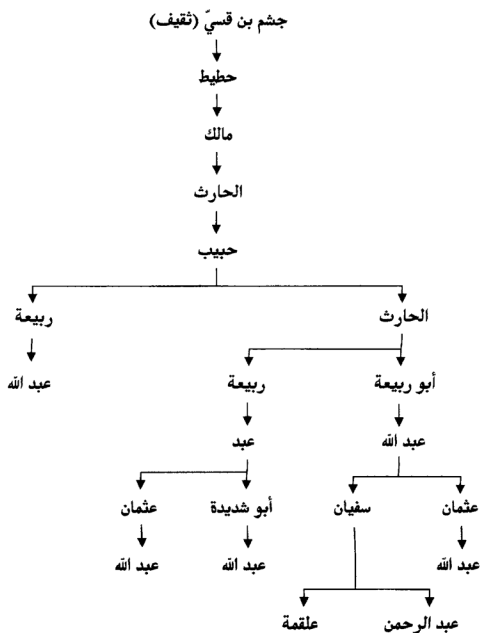 جشم بن قسيّ (ثقيف)
حطيط
مالك
الحارث
حبيب
الحارث ربيعة
أبو ربيعة ربيعة عبد الله
عبد الله عبد
عثمان سفيان أبو شديدة عثمان
عبد الله عبد الله عبد الله
عبد الرحمن علقمة